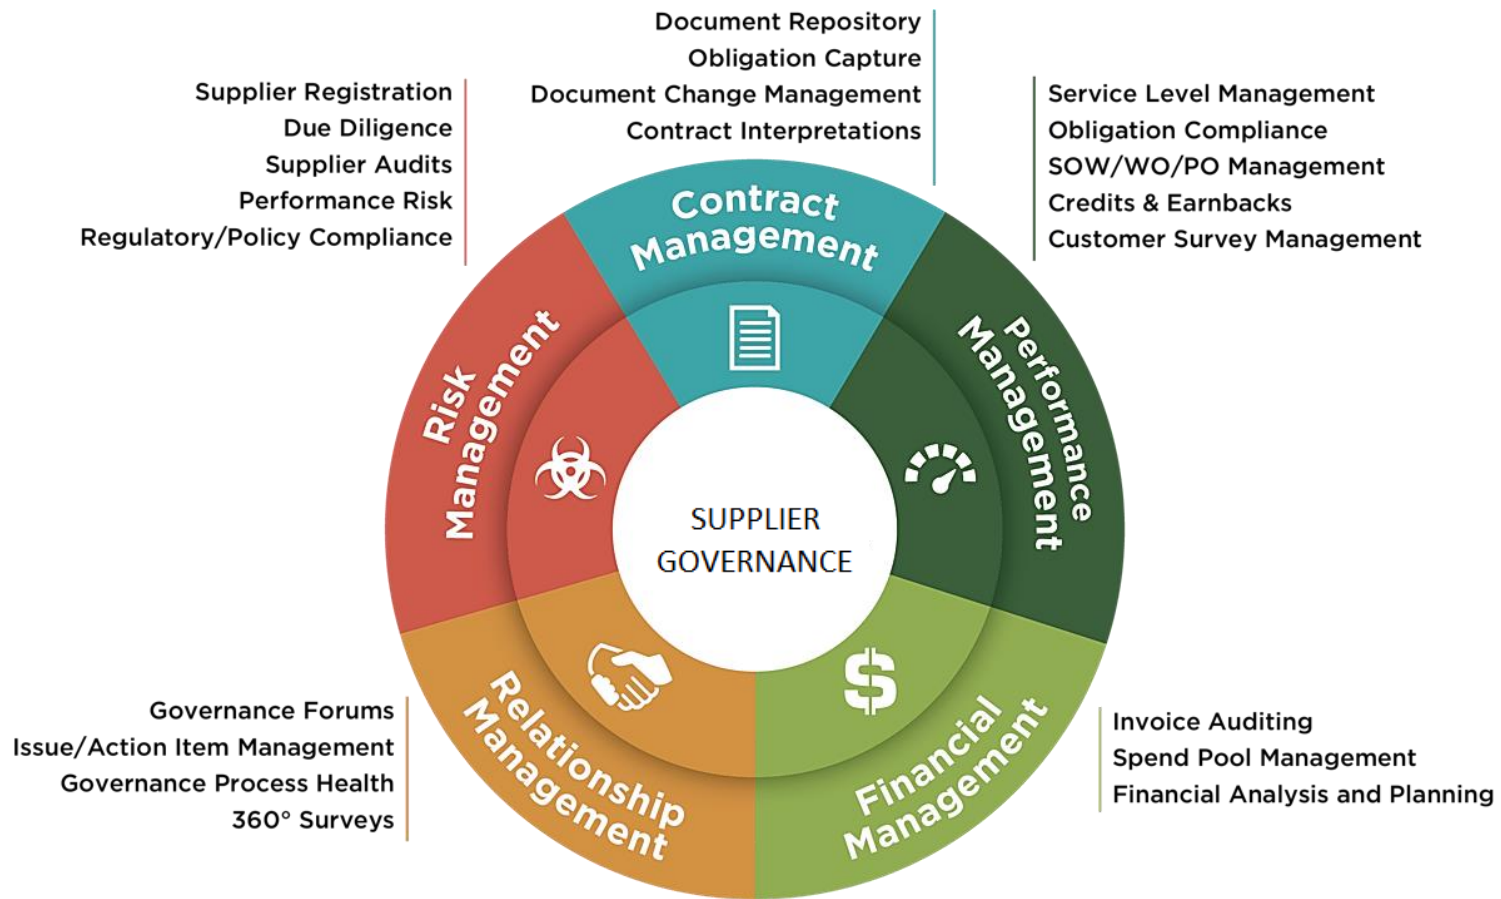 Document Repository
Obligation Capture
Document Change Management
Contract Interpretations
Supplier Registration
Due Diligence
Supplier Audits
Performance Risk
Regulatory/Policy Compliance
Service Level Management
Obligation Compliance
SOW/WO/PO Management
Credits & Earnbacks
Customer Survey Management
Contract
Management
Risk
Management
Performance
Management
SUPPLIER
GOVERNANCE
$
Relationship
Management
Financial
Management
Governance Forums
Issue/Action Item Management
Governance Process Health
360° Surveys
Invoice Auditing
Spend Pool Management
Financial Analysis and Planning